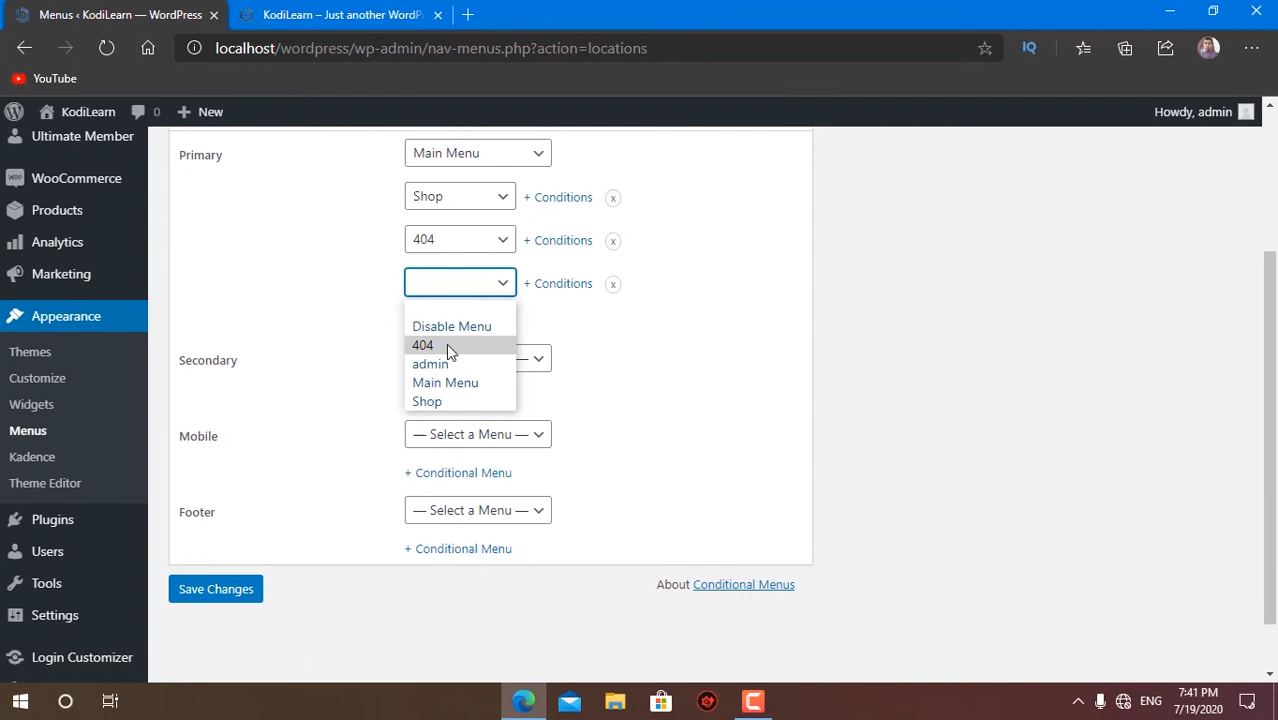 Menus ‹ KodiLearn — WordPress
KodiLearn – Just another WordPr
localhost/wordpress/wp-admin/nav-menus.php?action=locations
IQ
YouTube
KodiLearn
0
New
Howdy, admin
Ultimate Member
WooCommerce
Products
Analytics
Marketing
Appearance
Themes
Customize
Widgets
Menus
Kadence
Theme Editor
Plugins
Users
Tools
Settings
Login Customizer
Primary
Main Menu
Shop
+ Conditions
x
404
+ Conditions
x
+ Conditions
x
Disable Menu
404
admin
Main Menu
Shop
Secondary
—
Mobile
— Select a Menu —
+ Conditional Menu
Footer
— Select a Menu —
+ Conditional Menu
Save Changes
About Conditional Menus
ENG
7:41 PM
7/19/2020